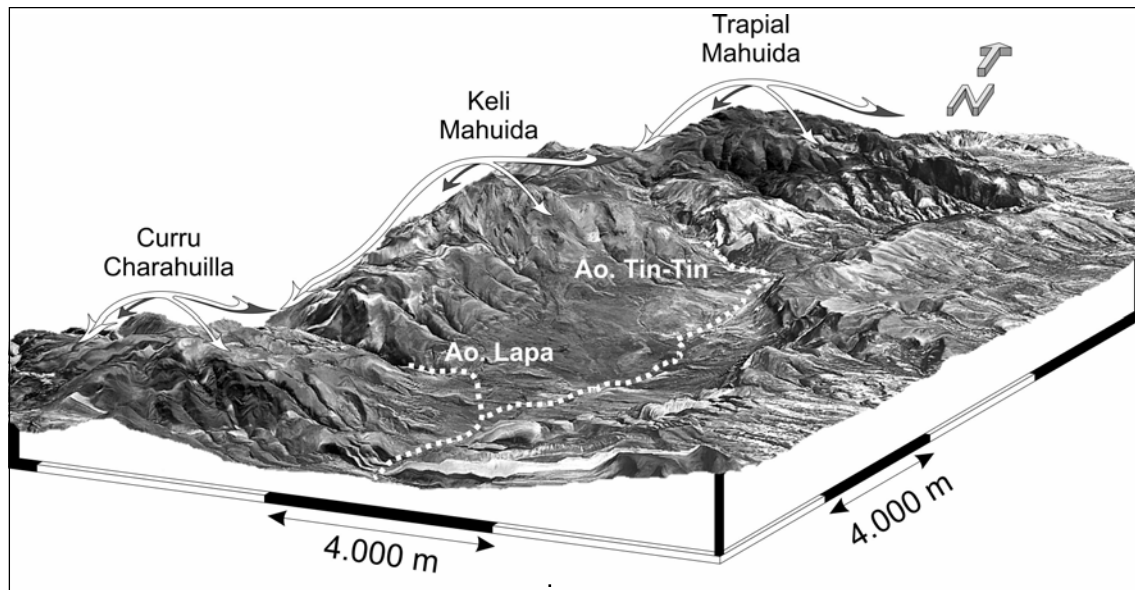 Trapial
Mahuida
Keli
Mahuida
N
Curru
Charahuilla
Ao. Tin-Tin
Ao. Lapa
4.000 m
4.000 m